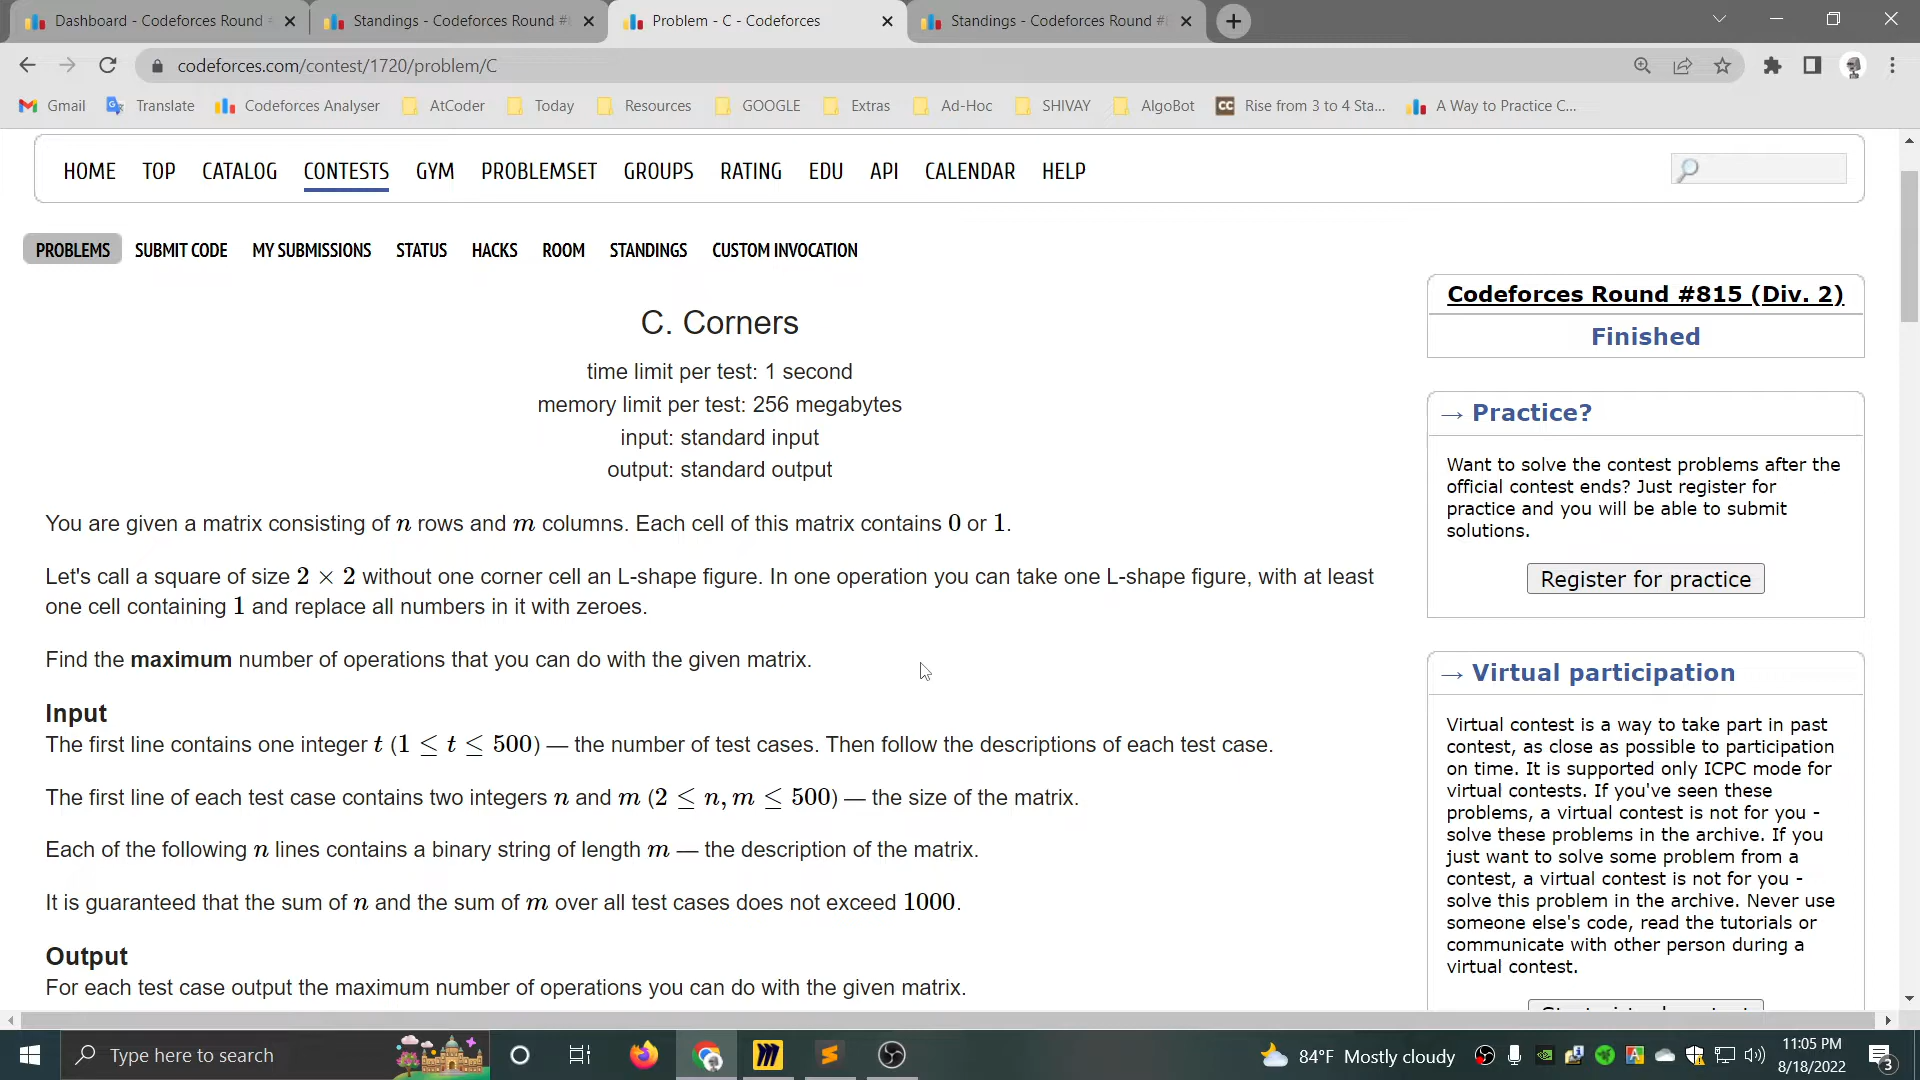 Dashboard - Codeforces Round
Standings - Codeforces Round #
Problem - C - Codeforces
Standings - Codeforces Round #
codeforces.com/contest/1720/problem/C
Gmail Translate Codeforces Analyser AtCoder Today Resources GOOGLE Extras Ad-Hoc SHIVAY AlgoBot CC Rise from 3 to 4 Sta... A Way to Practice C...
HOME TOP CATALOG CONTESTS GYM PROBLEMSET GROUPS RATING EDU API CALENDAR HELP
PROBLEMS SUBMIT CODE MY SUBMISSIONS STATUS HACKS ROOM STANDINGS CUSTOM INVOCATION
C. Corners
time limit per test: 1 second
memory limit per test: 256 megabytes
input: standard input
output: standard output
You are given a matrix consisting of n rows and m columns. Each cell of this matrix contains 0 or 1.
Let's call a square of size 2 × 2 without one corner cell an L-shape figure. In one operation you can take one L-shape figure, with at least
one cell containing 1 and replace all numbers in it with zeroes.
Find the maximum number of operations that you can do with the given matrix.
Input
The first line contains one integer t (1 ≤ t ≤ 500) — the number of test cases. Then follow the descriptions of each test case.
The first line of each test case contains two integers n and m (2 ≤ n, m ≤ 500) — the size of the matrix.
Each of the following n lines contains a binary string of length m — the description of the matrix.
It is guaranteed that the sum of n and the sum of m over all test cases does not exceed 1000.
Output
For each test case output the maximum number of operations you can do with the given matrix.
Codeforces Round #815 (Div. 2)
Finished
→ Practice?
Want to solve the contest problems after the
official contest ends? Just register for
practice and you will be able to submit
solutions.
Register for practice
→ Virtual participation
Virtual contest is a way to take part in past
contest, as close as possible to participation
on time. It is supported only ICPC mode for
virtual contests. If you've seen these
problems, a virtual contest is not for you -
solve these problems in the archive. If you
just want to solve some problem from a
contest, a virtual contest is not for you -
solve this problem in the archive. Never use
someone else's code, read the tutorials or
communicate with other person during a
virtual contest.
Type here to search
84°F Mostly cloudy
11:05 PM
8/18/2022
3